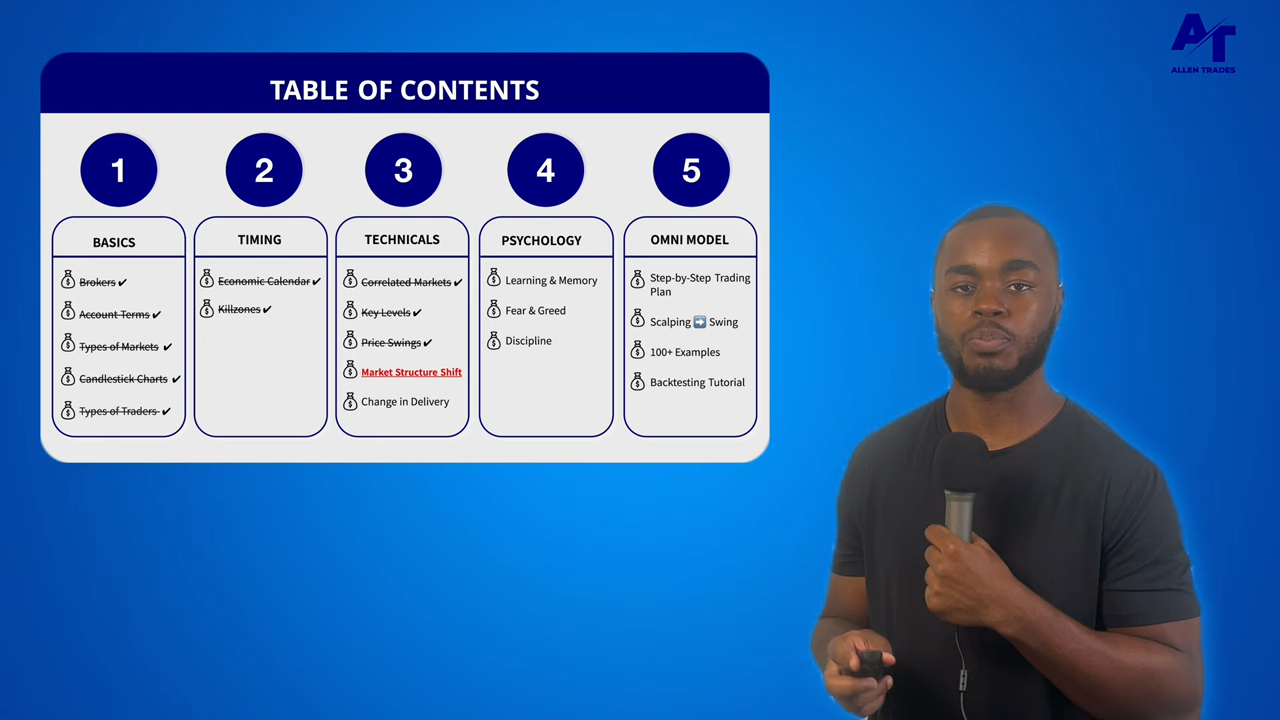 AT
ALLEN TRADES
TABLE OF CONTENTS
1
BASICS
Brokers ✔
Account Terms ✔
Types of Markets ✔
Candlestick Charts ✔
Types of Traders ✔
2
TIMING
Economic Calendar ✔
Killzones ✔
3
TECHNICALS
Correlated Markets ✔
Key Levels ✔
Price Swings ✔
Market Structure Shift
Change in Delivery
4
PSYCHOLOGY
Learning & Memory
Fear & Greed
Discipline
5
OMNI MODEL
Step-by-Step Trading
Plan
Scalping ➡ Swing
100+ Examples
Backtesting Tutorial